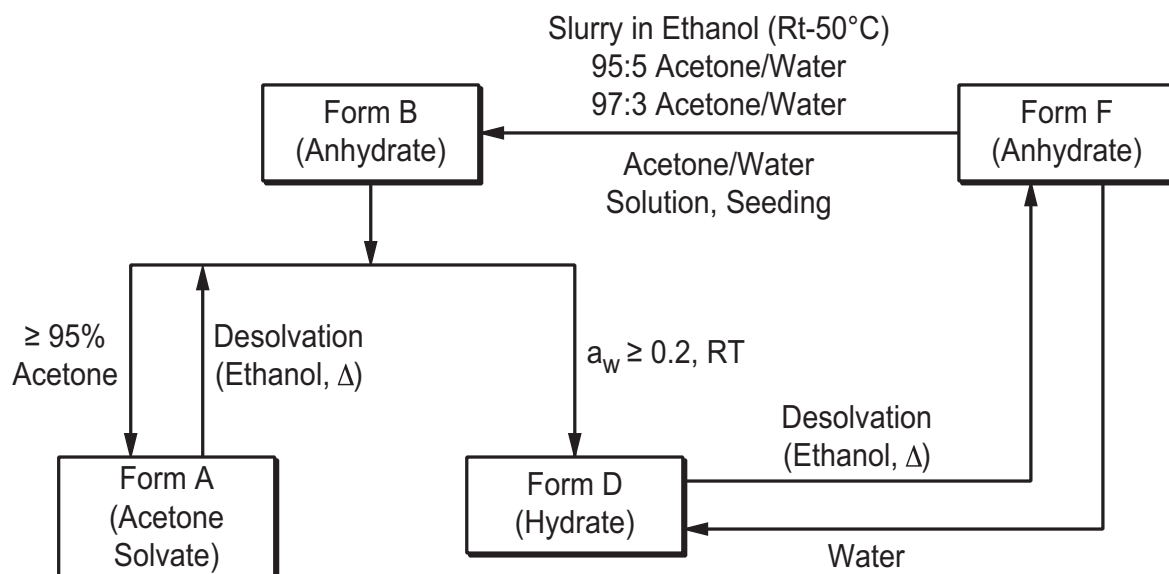 Slurry in Ethanol (Rt-50°C)
95:5 Acetone/Water
97:3 Acetone/Water
Form B
(Anhydrate)
Form F
(Anhydrate)
Acetone/Water
Solution, Seeding
≥ 95%
Acetone
Desolvation
(Ethanol, Δ)
a_w ≥ 0.2, RT
Desolvation
(Ethanol, Δ)
Form A
(Acetone
Solvate)
Form D
(Hydrate)
Water